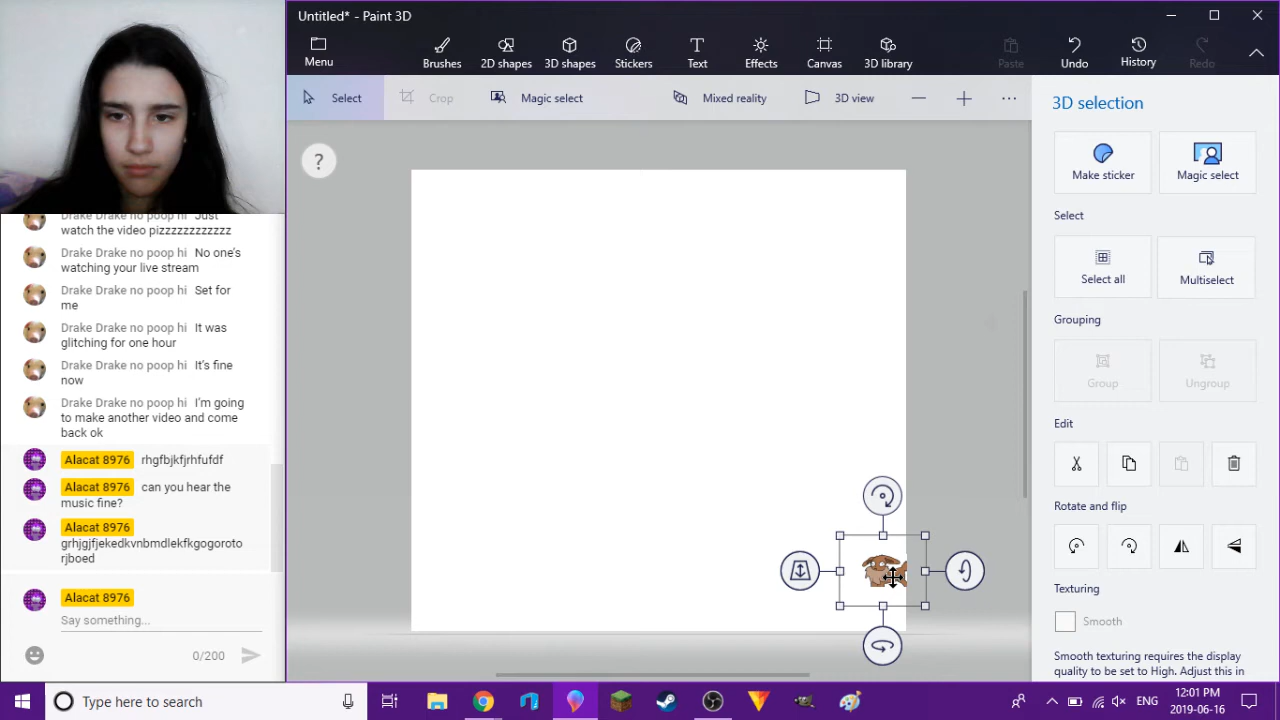 Untitled* - Paint 3D
Menu
Brushes
2D shapes
3D shapes
Stickers
Text
Effects
Canvas
3D library
Paste
Undo
History
Redo
Select
Crop
Magic select
Mixed reality
3D view
?
3D selection
Make sticker
Magic select
Select
Select all
Multiselect
Grouping
Group
Ungroup
Edit
Rotate and flip
Texturing
Smooth
Smooth texturing requires the display
quality to be set to High. Adjust this in
Drake Drake no poop hi Just
watch the video pizzzzzzzzzzzz
Drake Drake no poop hi No one's
watching your live stream
Drake Drake no poop hi Set for
me
Drake Drake no poop hi It was
glitching for one hour
Drake Drake no poop hi It's fine
now
Drake Drake no poop hi I'm going
to make another video and come
back ok
Alacat 8976 rhgfbjkfjrhfufdf
Alacat 8976 can you hear the
music fine?
Alacat 8976
grhjgjfjekedkvnbmdlekfkgogoroto
rjboed
Alacat 8976
Say something...
0/200
Type here to search
ENG
12:01 PM
2019-06-16